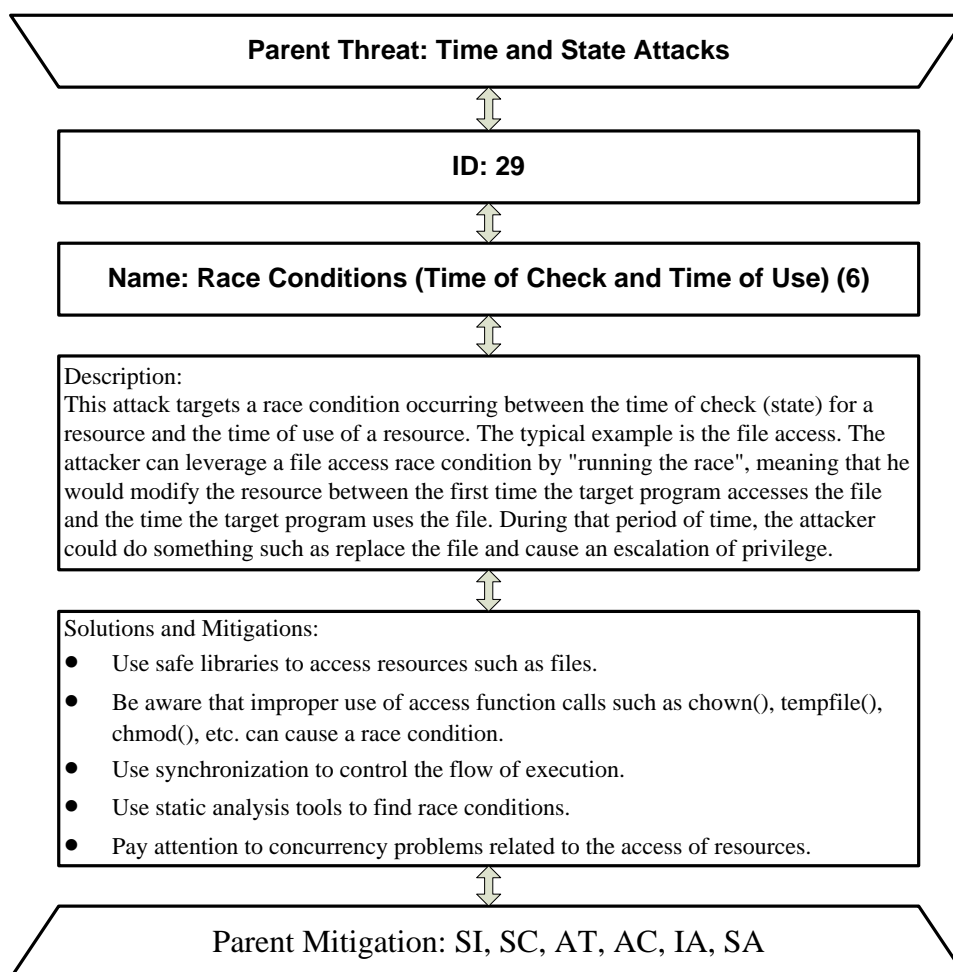 Parent Threat: Time and State Attacks
ID: 29
Name: Race Conditions (Time of Check and Time of Use) (6)
Description:
This attack targets a race condition occurring between the time of check (state) for a
resource and the time of use of a resource. The typical example is the file access. The
attacker can leverage a file access race condition by "running the race", meaning that he
would modify the resource between the first time the target program accesses the file
and the time the target program uses the file. During that period of time, the attacker
could do something such as replace the file and cause an escalation of privilege.
Solutions and Mitigations:
● Use safe libraries to access resources such as files.
● Be aware that improper use of access function calls such as chown(), tempfile(),
chmod(), etc. can cause a race condition.
● Use synchronization to control the flow of execution.
● Use static analysis tools to find race conditions.
● Pay attention to concurrency problems related to the access of resources.
Parent Mitigation: SI, SC, AT, AC, IA, SA